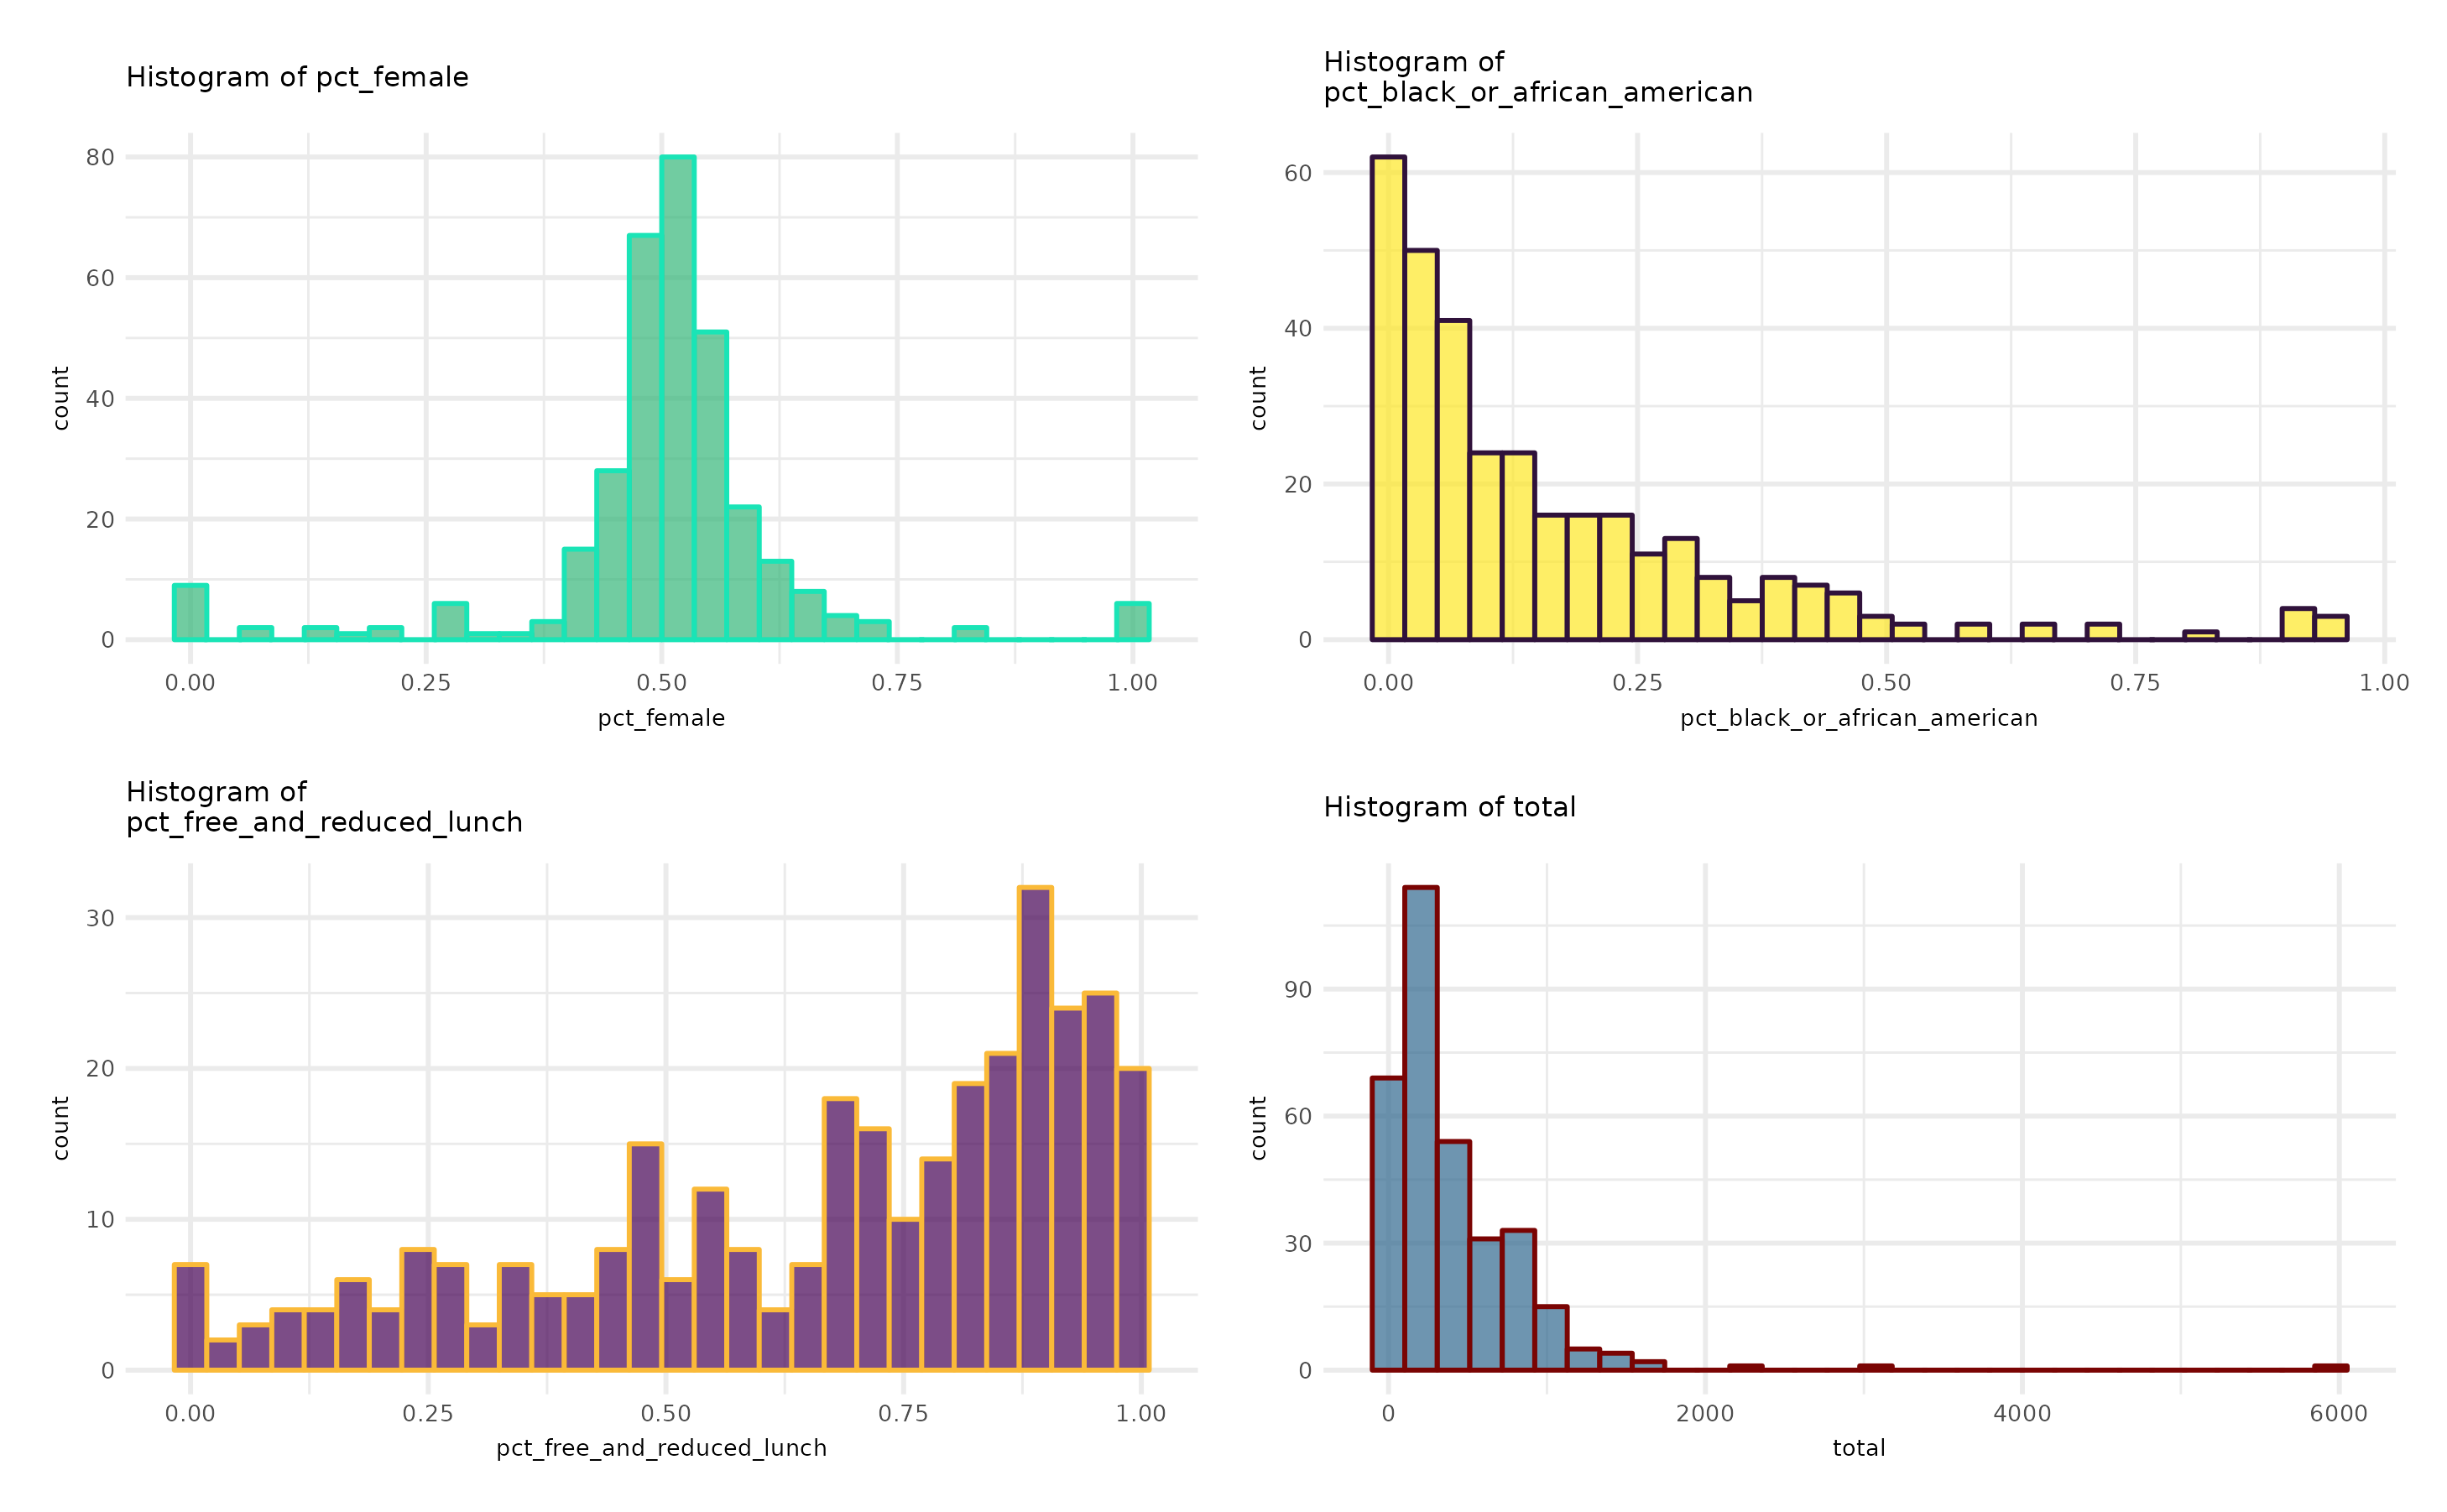 Histogram of pct_female
count
80
60
40
20
0
0.00 0.25 0.50 0.75 1.00
pct_female
Histogram of
pct_black_or_african_american
count
60
40
20
0
0.00 0.25 0.50 0.75 1.00
pct_black_or_african_american
Histogram of
pct_free_and_reduced_lunch
count
30
20
10
0
0.00 0.25 0.50 0.75 1.00
pct_free_and_reduced_lunch
Histogram of total
count
90
60
30
0
0 2000 4000 6000
total